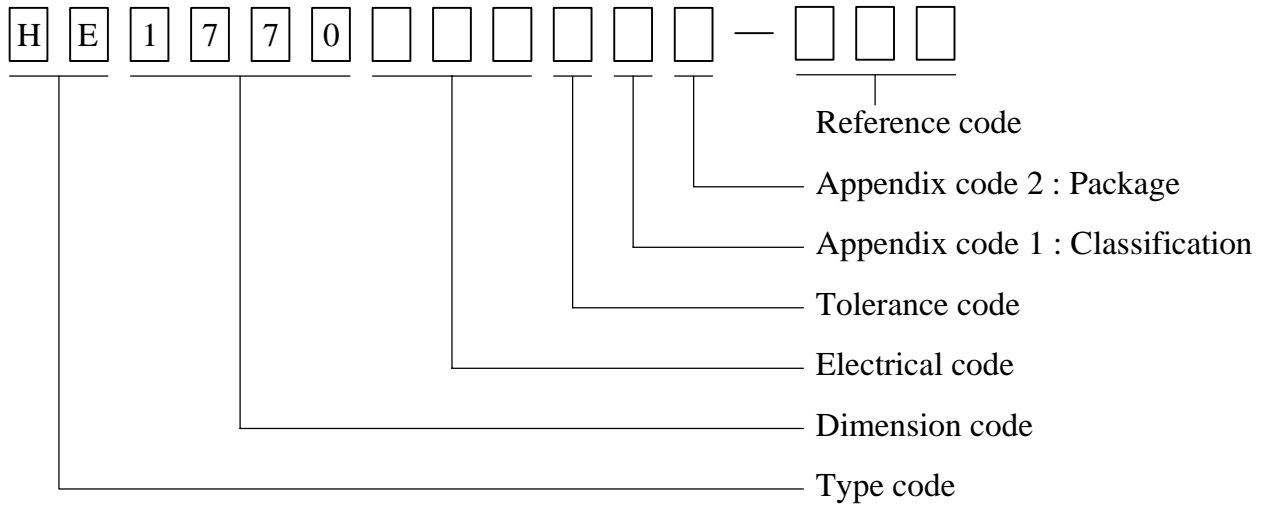 H E 1 7 7 0 —
Reference code
Appendix code 2 : Package
Appendix code 1 : Classification
Tolerance code
Electrical code
Dimension code
Type code